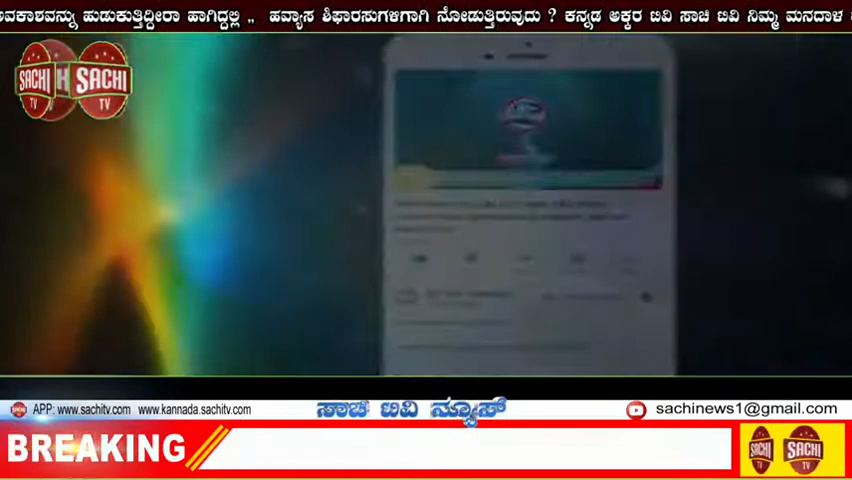 ಅವಕಾಶವನ್ನು ಹುಡುಕುತ್ತಿದ್ದೀರಾ ಹಾಗಿದ್ದಲ್ಲಿ .. ಹವ್ಯಾಸ ಶಿಫಾರಸುಗಳಿಗಾಗಿ ನೋಡುತ್ತಿರುವುದು ? ಕನ್ನಡ ಅಕ್ಕರ ಟಿವಿ ಸಾಚಿ ಟಿವಿ ನಿಮ್ಮ ಮನದಾಳ
SACHI TV SACHI TV
APP: www.sachitv.com www.kannada.sachitv.com ಸಾಚಿ ಟಿವಿ ನ್ಯೂಸ್ sachinews1@gmail.com
BREAKING SACHI TV SACHI TV